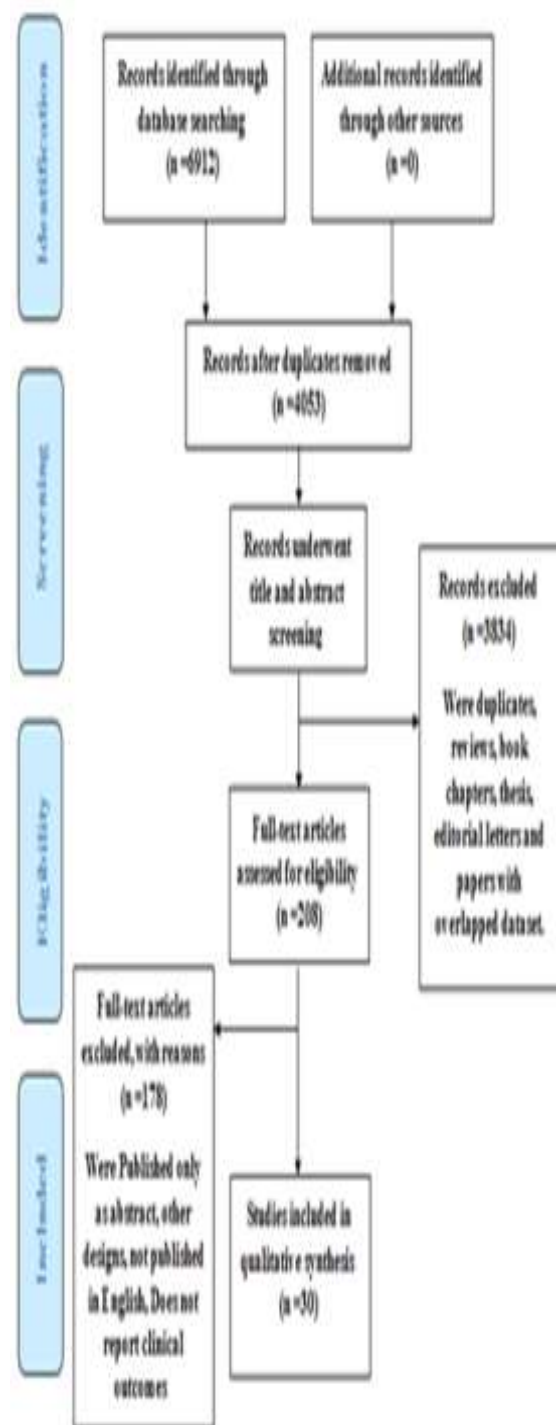 Identification
Records identified through
database searching
(n =6912)
Additional records identified
through other sources
(n =0)
Records after duplicates removed
(n =4053)
Screening
Records underwent
title and abstract
screening
Records excluded
(n =3834)
Were duplicates,
reviews, book
chapters, thesis,
editorial letters and
papers with
overlapped dataset.
Eligibility
Full-text articles
assessed for eligibility
(n =208)
Full-text articles
excluded, with reasons
(n =178)
Were Published only
as abstract, other
designs, not published
in English, Does not
report clinical
outcomes
Included
Studies included in
qualitative synthesis
(n =30)